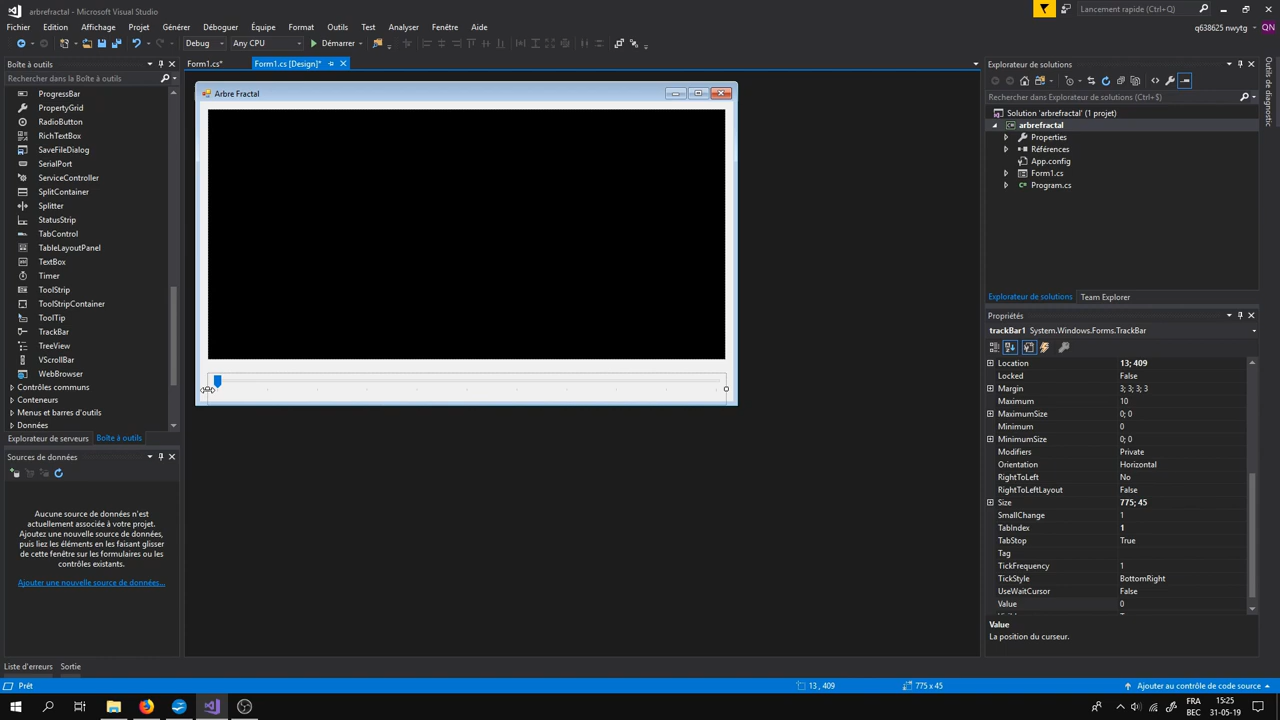 arbrefractal - Microsoft Visual Studio
Lancement rapide (Ctrl+Q)
Fichier Edition Affichage Projet Générer Déboguer Équipe Format Outils Test Analyser Fenêtre Aide
q638625 nwytg QN
Debug Any CPU Démarrer
Boîte à outils
Form1.cs* Form1.cs [Design]*
Rechercher dans la Boîte à outils
ProgressBar
PropertyGrid
RadioButton
RichTextBox
SaveFileDialog
SerialPort
ServiceController
SplitContainer
Splitter
StatusStrip
TabControl
TableLayoutPanel
TextBox
Timer
ToolStrip
ToolStripContainer
ToolTip
TrackBar
TreeView
VScrollBar
WebBrowser
Contrôles communs
Conteneurs
Menus et barres d'outils
Données
Explorateur de serveurs Boîte à outils
Sources de données
Aucune source de données n'est
actuellement associée à votre projet.
Ajoutez une nouvelle source de données,
puis liez les éléments en les faisant glisser
de cette fenêtre sur les formulaires ou les
contrôles existants.
Ajouter une nouvelle source de données...
Arbre Fractal
Explorateur de solutions
Rechercher dans Explorateur de solutions (Ctrl+$)
Solution 'arbrefractal' (1 projet)
arbrefractal
Properties
Références
App.config
Form1.cs
Program.cs
Explorateur de solutions Team Explorer
Outils de diagnostic
Propriétés
trackBar1 System.Windows.Forms.TrackBar
Location 13; 409
Locked False
Margin 3; 3; 3; 3
Maximum 10
MaximumSize 0; 0
Minimum 0
MinimumSize 0; 0
Modifiers Private
Orientation Horizontal
RightToLeft No
RightToLeftLayout False
Size 775; 45
SmallChange 1
TabIndex 1
TabStop True
Tag
TickFrequency 1
TickStyle BottomRight
UseWaitCursor False
Value 0
Value
La position du curseur.
Liste d'erreurs Sortie
Prêt 13 , 409 775 x 45 Ajouter au contrôle de code source
FRA
BEC
15:25
31-05-19